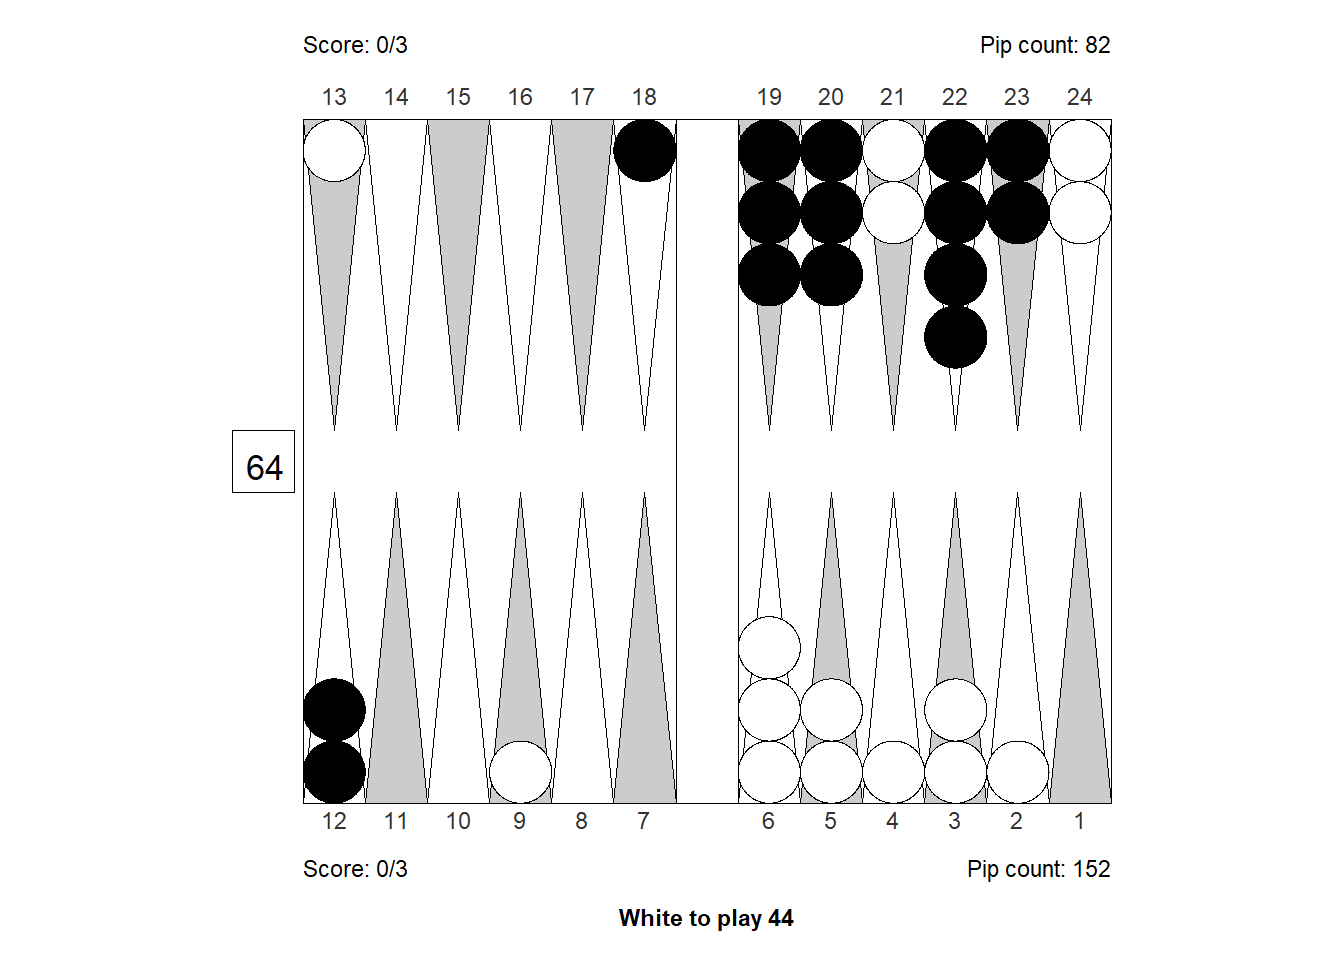 Score: 0/3 Pip count: 82
13 14 15 16 17 18 19 20 21 22 23 24
64
12 11 10 9 8 7 6 5 4 3 2 1
Score: 0/3 Pip count: 152
White to play 44